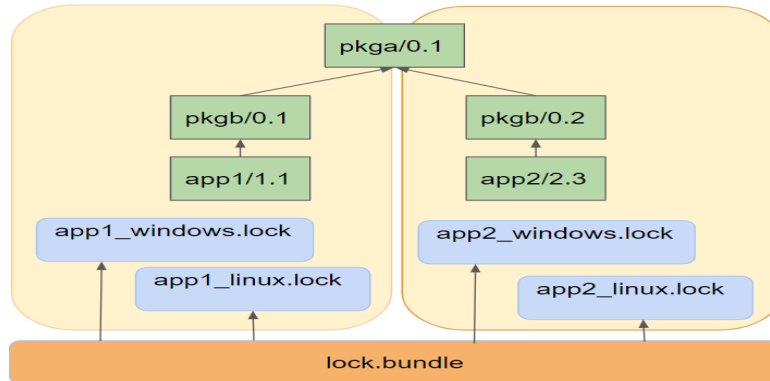 pkga/0.1
pkgb/0.1
pkgb/0.2
app1/1.1
app2/2.3
app1_windows.lock
app2_windows.lock
app1_linux.lock
app2_linux.lock
lock.bundle